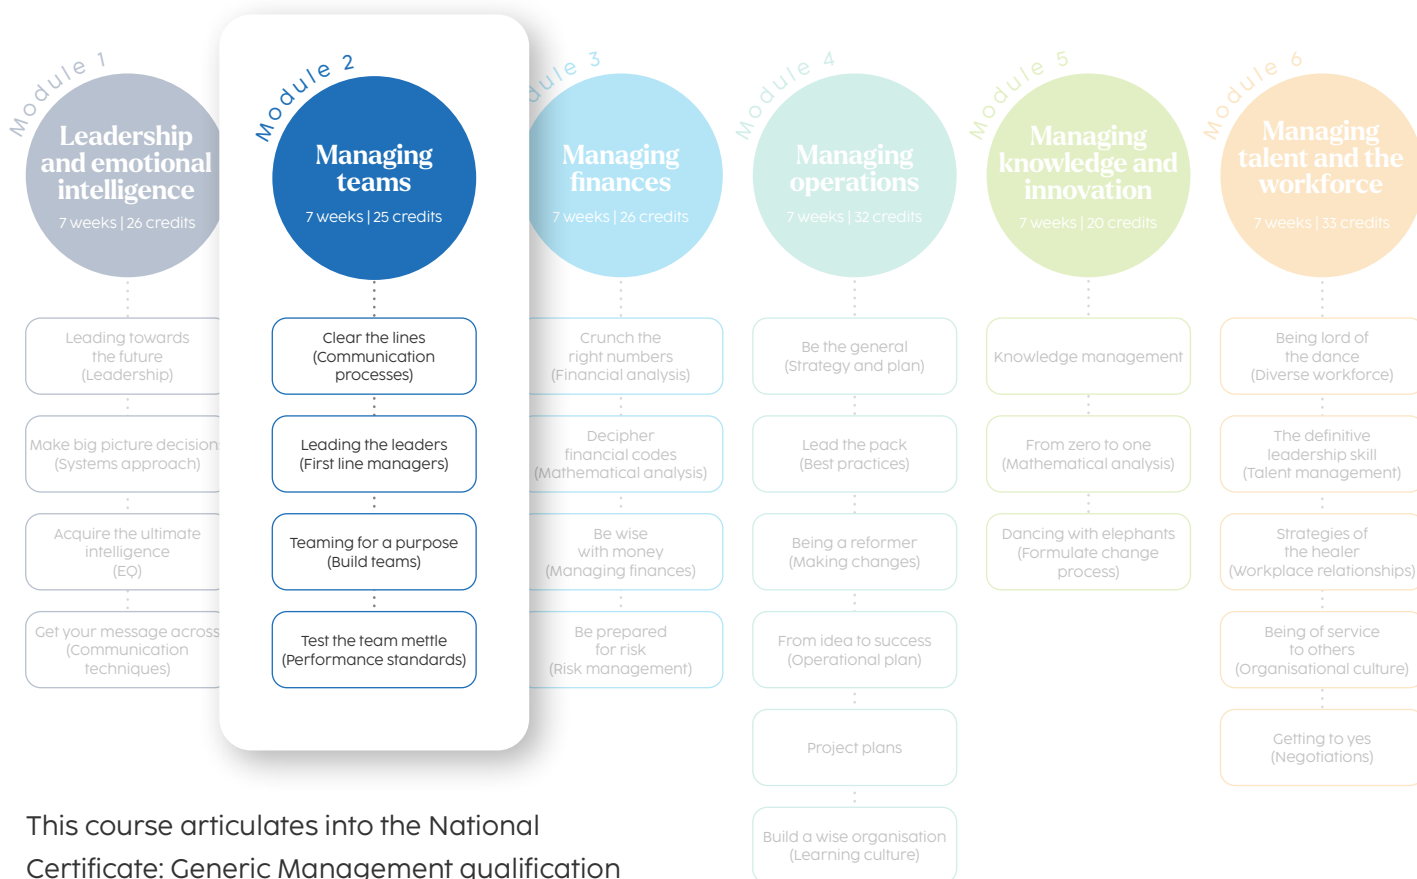 Module 1
Leadership
and emotional
intelligence
7 weeks | 26 credits
Leading towards
the future
(Leadership)
Make big picture decision
(Systems approach)
Acquire the ultimate
intelligence
(EQ)
Get your message across
(Communication
techniques)
Module 2
Managing
teams
7 weeks | 25 credits
Clear the lines
(Communication
processes)
Leading the leaders
(First line managers)
Teaming for a purpose
(Build teams)
Test the team mettle
(Performance standards)
dule 3
Managing
finances
7 weeks | 26 credits
Crunch the
right numbers
(Financial analysis)
Decipher
financial codes
(Mathematical analysis)
Be wise
with money
(Managing finances)
Be prepared
for risk
(Risk management)
Module 4
Managing
operations
7 weeks | 32 credits
Be the general
(Strategy and plan)
Lead the pack
(Best practices)
Being a reformer
(Making changes)
From idea to success
(Operational plan)
Project plans
Build a wise organisation
(Learning culture)
Module 5
Managing
knowledge and
innovation
7 weeks | 20 credits
Knowledge management
From zero to one
(Mathematical analysis)
Dancing with elephants
(Formulate change
process)
Module 6
Managing
talent and the
workforce
7 weeks | 33 credits
Being lord of
the dance
(Diverse workforce)
The definitive
leadership skill
(Talent management)
Strategies of
the healer
(Workplace relationships)
Being of service
to others
(Organisational culture)
Getting to yes
(Negotiations)
This course articulates into the National
Certificate: Generic Management qualification